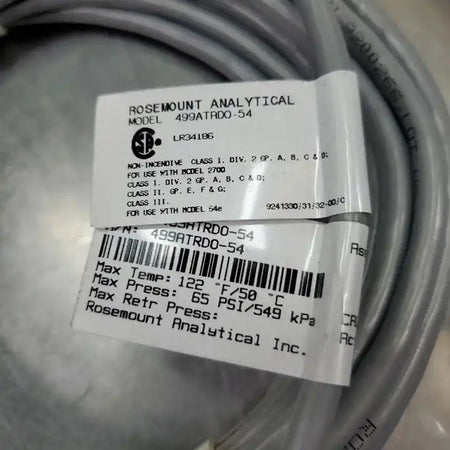 ROSEMOUNT ANALYTICAL
MODEL 499ATRDO-54
LR34186
NON-INCENDIVE CLASS I. DIV. 2 GP. A, B, C & D;
FOR USE WITH MODEL 2700
CLASS I. DIV. 2 GP. A, B, C & D;
CLASS II. GP. E, F & G;
CLASS III.
FOR USE WITH MODEL 54e
499ATRDO-54
499ATRDO-54
Max Temp: 122 °F/50 °C
Max Press: 65 PSI/549 kPa
Max Retr Press:
Rosemount Analytical Inc.